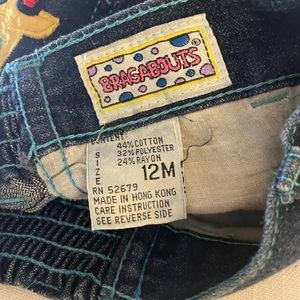 BRAGABOUTS
CONTENT:
44% COTTON
32% POLYESTER
24% RAYON
SIZE 12M
RN 52679
MADE IN HONG KONG
CARE INSTRUCTION
SEE REVERSE SIDE